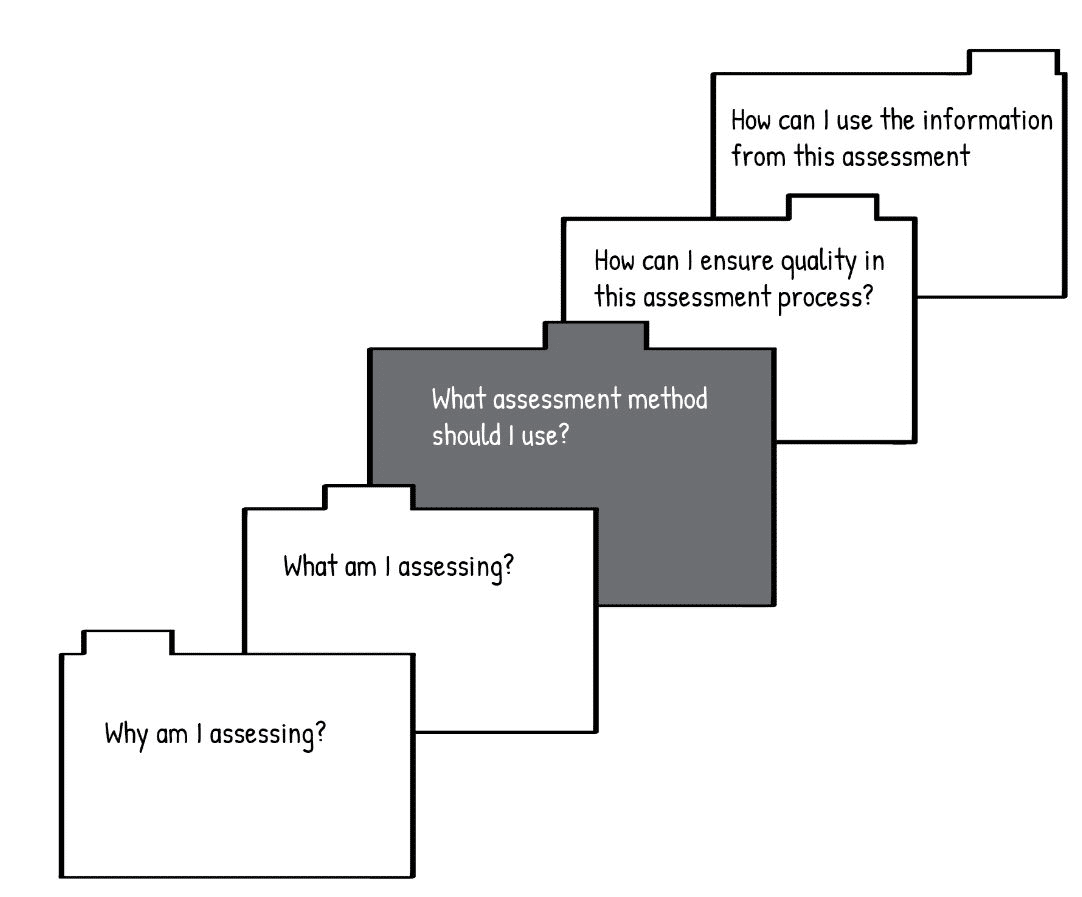 How can I use the information
from this assessment
How can I ensure quality in
this assessment process?
What assessment method
should I use?
What am I assessing?
Why am I assessing?